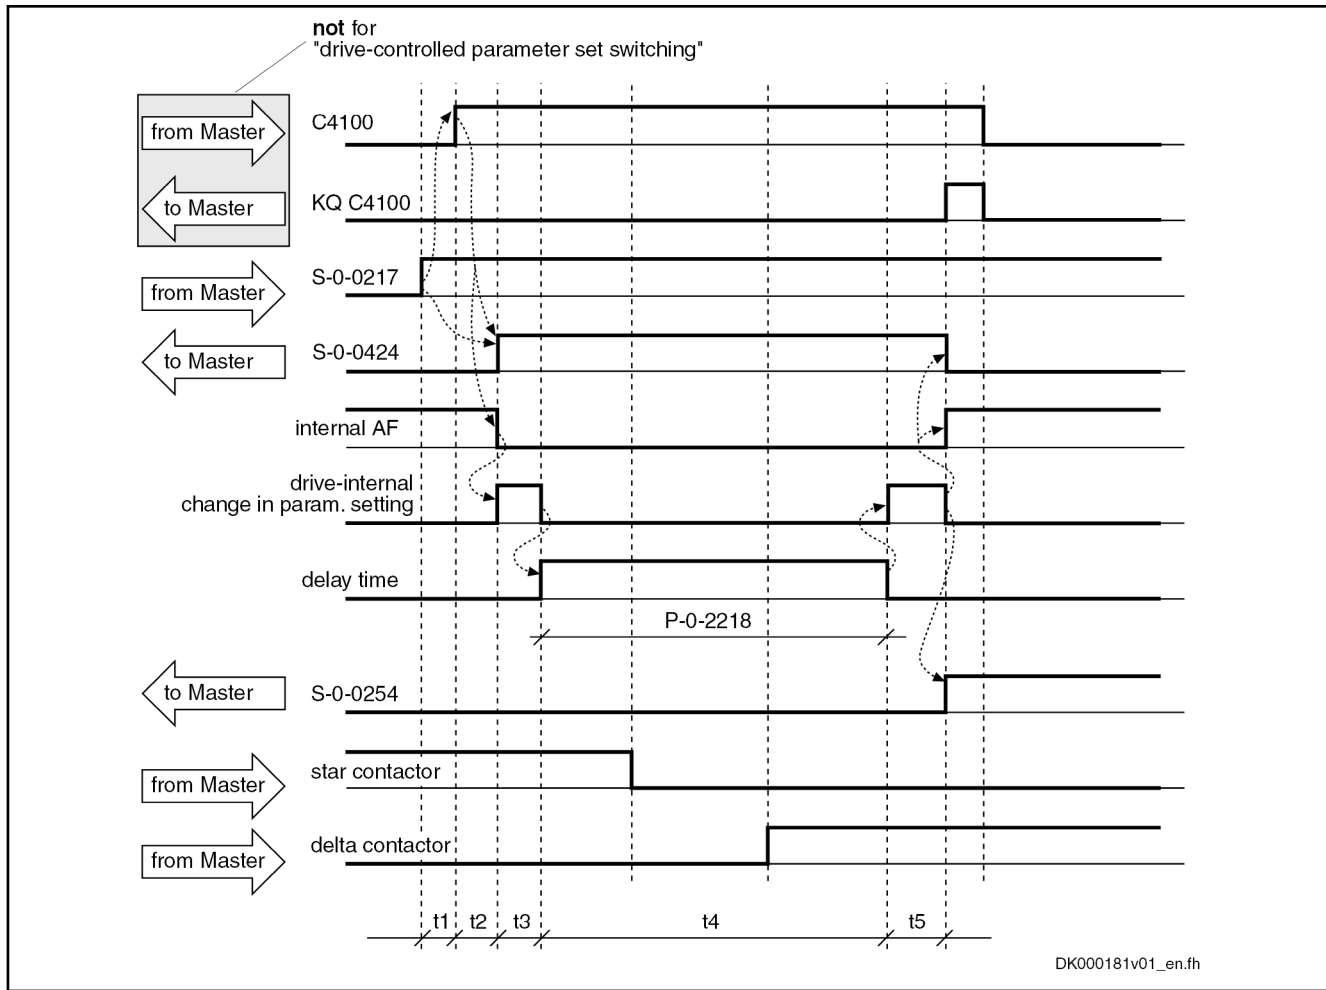 not for
"drive-controlled parameter set switching"
from Master
C4100
to Master
KQ C4100
from Master
S-0-0217
to Master
S-0-0424
internal AF
drive-internal
change in param. setting
delay time
P-0-2218
to Master
S-0-0254
from Master
star contactor
from Master
delta contactor
t1 t2 t3 t4 t5
DK000181v01_en.fh